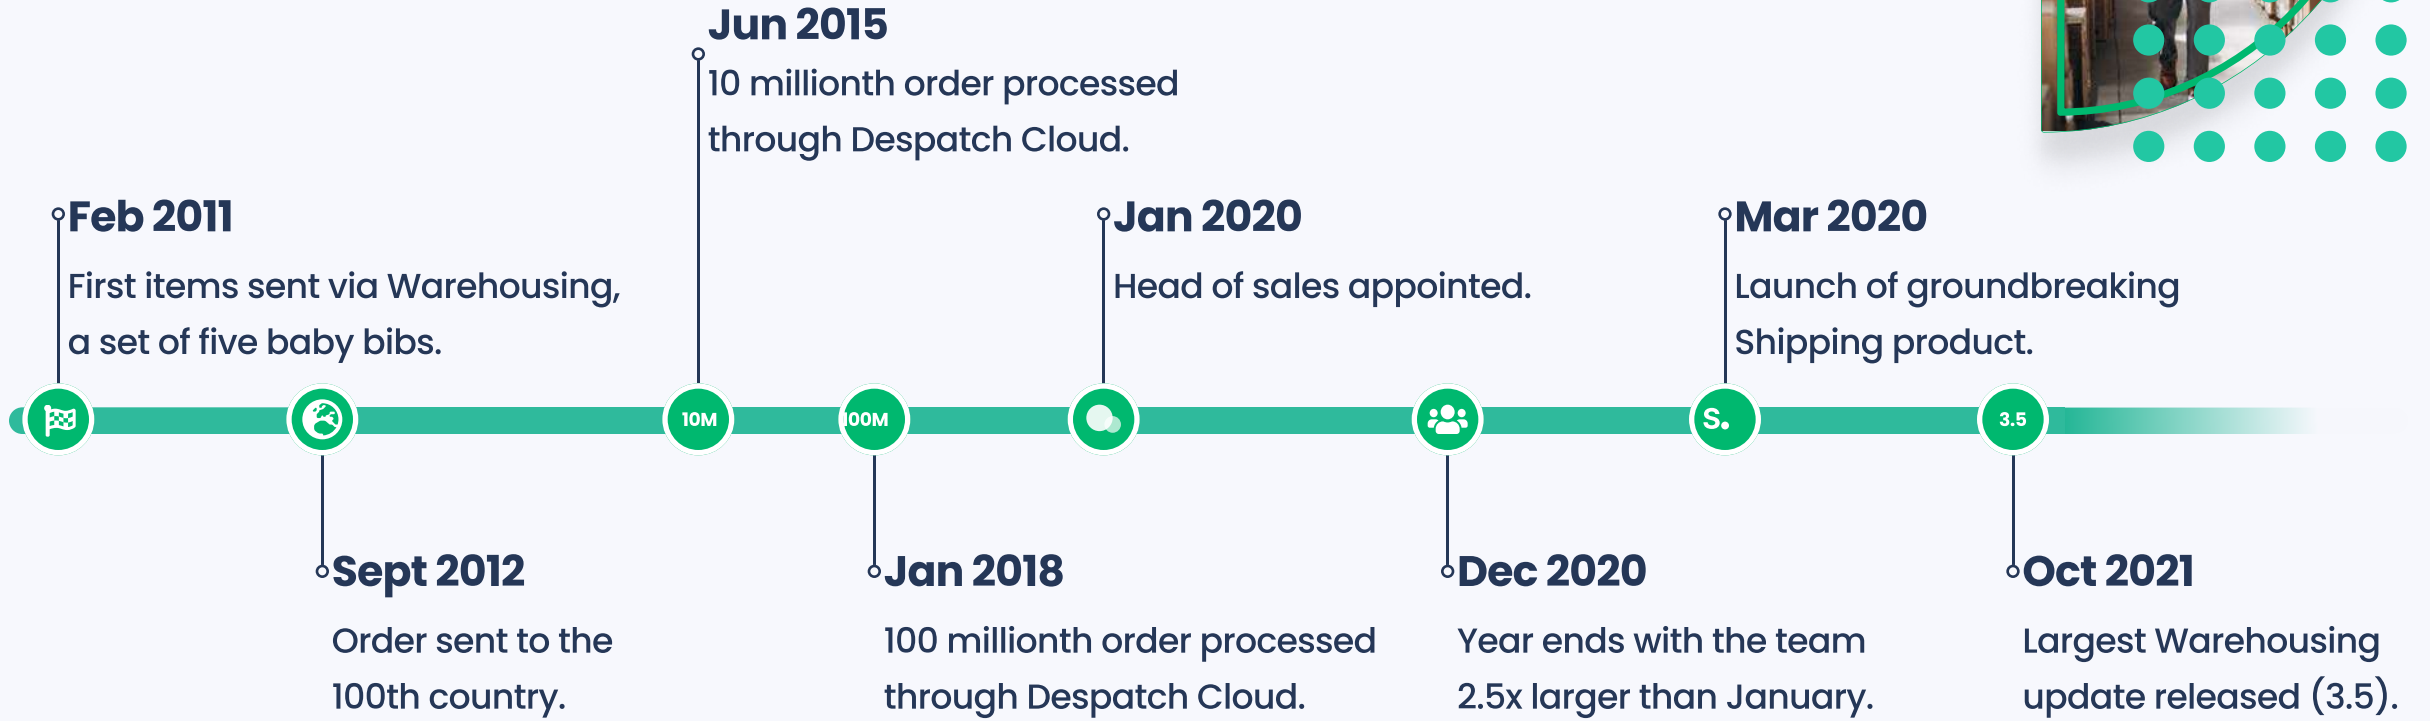 Jun 2015
10 millionth order processed
through Despatch Cloud.
Feb 2011
First items sent via Warehousing,
a set of five baby bibs.
Jan 2020
Head of sales appointed.
Mar 2020
Launch of groundbreaking
Shipping product.
10M
100M
S.
3.5
Sept 2012
Order sent to the
100th country.
Jan 2018
100 millionth order processed
through Despatch Cloud.
Dec 2020
Year ends with the team
2.5x larger than January.
Oct 2021
Largest Warehousing
update released (3.5).